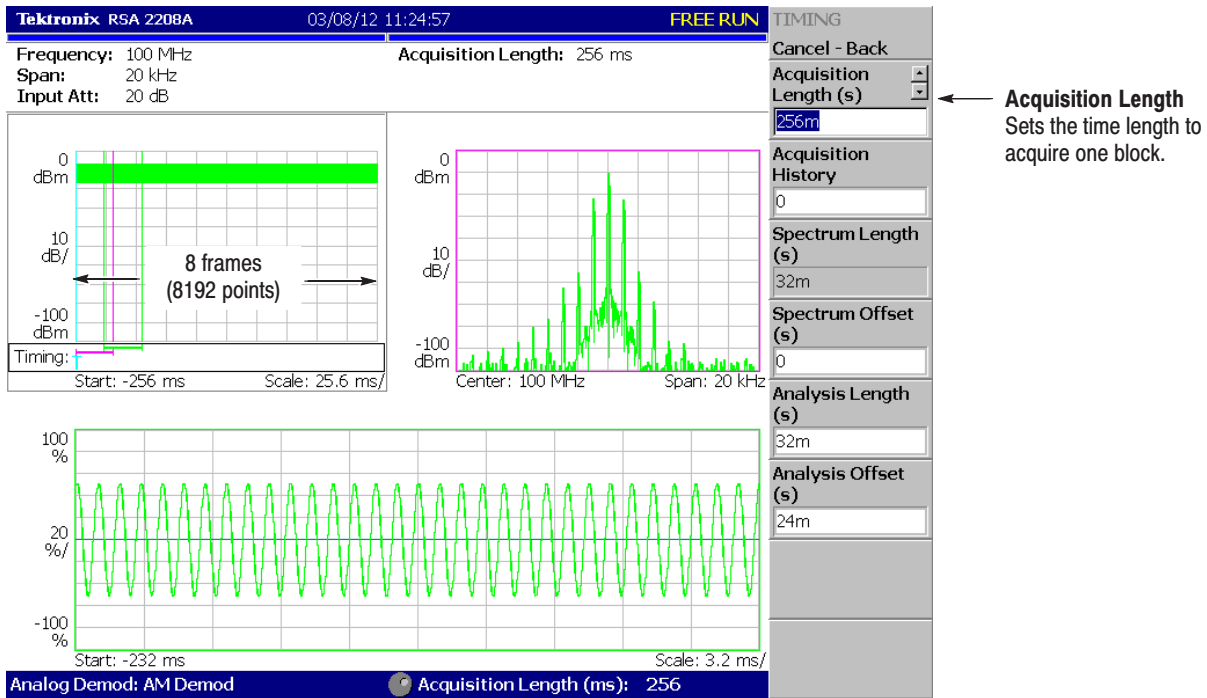 Tektronix RSA 2208A 03/08/12 11:24:57 FREE RUN
Frequency: 100 MHz
Span: 20 kHz
Input Att: 20 dB
Acquisition Length: 256 ms
0
dBm
10
dB/
-100
dBm
8 frames
(8192 points)
Timing:
Start: -256 ms Scale: 25.6 ms/
0
dBm
10
dB/
-100
dBm
Center: 100 MHz Span: 20 kHz
100
%
20
%/
-100
%
Start: -232 ms Scale: 3.2 ms/
Analog Demod: AM Demod Acquisition Length (ms): 256
TIMING
Cancel - Back
Acquisition
Length (s)
256m
Acquisition
History
0
Spectrum Length
(s)
32m
Spectrum Offset
(s)
0
Analysis Length
(s)
32m
Analysis Offset
(s)
24m
Acquisition Length
Sets the time length to
acquire one block.